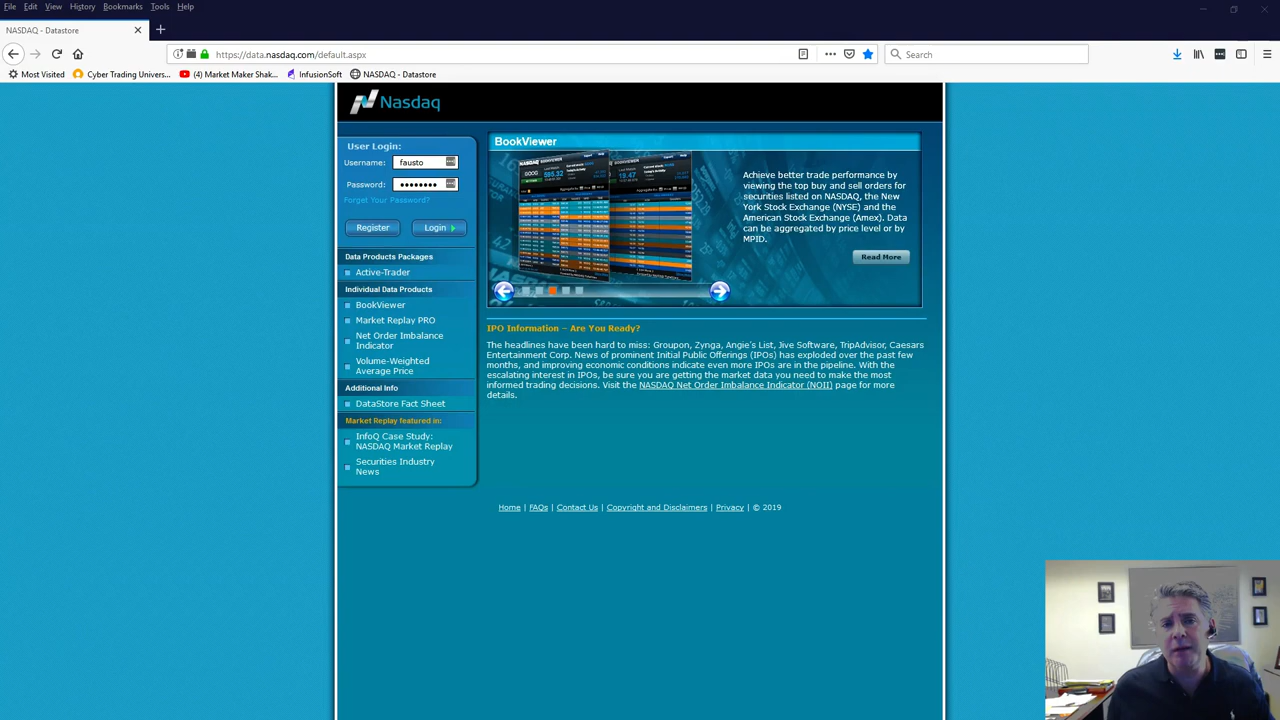 File Edit View History Bookmarks Tools Help
NASDAQ - Datastore
https://data.nasdaq.com/default.aspx
Search
Most Visited
Cyber Trading Univers...
(4) Market Maker Shak...
InfusionSoft
NASDAQ - Datastore
Nasdaq
User Login:
Username: fausto
Password:
Forget Your Password?
Register
Login
Data Products Packages
Active-Trader
Individual Data Products
BookViewer
Market Replay PRO
Net Order Imbalance
Indicator
Volume-Weighted
Average Price
Additional Info
DataStore Fact Sheet
Market Replay featured in:
InfoQ Case Study:
NASDAQ Market Replay
Securities Industry
News
BookViewer
Achieve better trade performance by
viewing the top buy and sell orders for
securities listed on NASDAQ, the New
York Stock Exchange (NYSE) and the
American Stock Exchange (Amex). Data
can be aggregated by price level or by
MPID.
Read More
IPO Information – Are You Ready?
The headlines have been hard to miss: Groupon, Zynga, Angie's List, Jive Software, TripAdvisor, Caesars
Entertainment Corp. News of prominent Initial Public Offerings (IPOs) has exploded over the past few
months, and improving economic conditions indicate even more IPOs are in the pipeline. With the
escalating interest in IPOs, be sure you are getting the market data you need to make the most
informed trading decisions. Visit the NASDAQ Net Order Imbalance Indicator (NOII) page for more
details.
Home | FAQs | Contact Us | Copyright and Disclaimers | Privacy | © 2019